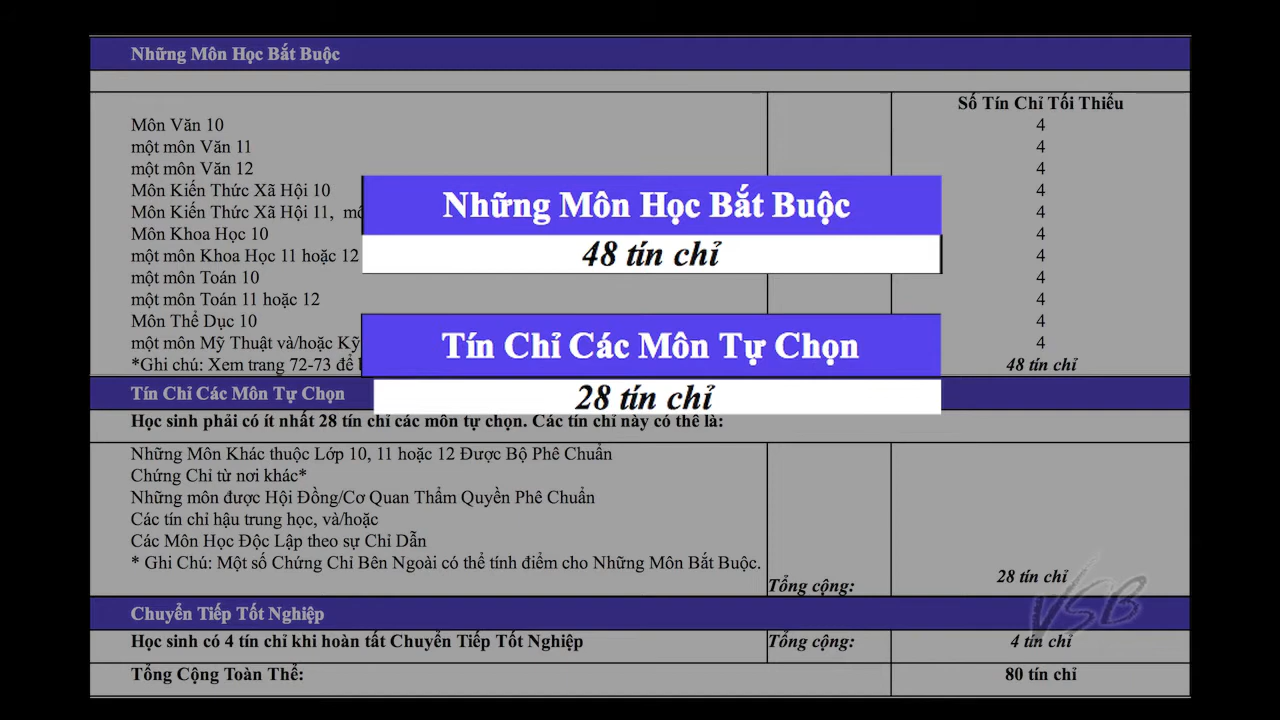 Những Môn Học Bắt Buộc
Số Tín Chỉ Tối Thiểu
Môn Văn 10 4
một môn Văn 11 4
một môn Văn 12 4
Môn Kiến Thức Xã Hội 10 4
Môn Kiến Thức Xã Hội 11, 4
Môn Khoa Học 10 4
một môn Khoa Học 11 hoặc 12 4
một môn Toán 10 4
một môn Toán 11 hoặc 12 4
Môn Thể Dục 10 4
một môn Mỹ Thuật và/hoặc Kỹ 4
*Ghi chú: Xem trang 72-73 để 48 tín chỉ
Những Môn Học Bắt Buộc
48 tín chỉ
Tín Chỉ Các Môn Tự Chọn
28 tín chỉ
Tín Chỉ Các Môn Tự Chọn
Học sinh phải có ít nhất 28 tín chỉ các môn tự chọn. Các tín chỉ này có thể là:
Những Môn Khác thuộc Lớp 10, 11 hoặc 12 Được Bộ Phê Chuẩn
Chứng Chỉ từ nơi khác*
Những môn được Hội Đồng/Cơ Quan Thẩm Quyền Phê Chuẩn
Các tín chỉ hậu trung học, và/hoặc
Các Môn Học Độc Lập theo sự Chỉ Dẫn
* Ghi Chú: Một số Chứng Chỉ Bên Ngoài có thể tính điểm cho Những Môn Bắt Buộc.
Tổng cộng: 28 tín chỉ
VSB
Chuyển Tiếp Tốt Nghiệp
Học sinh có 4 tín chỉ khi hoàn tất Chuyển Tiếp Tốt Nghiệp Tổng cộng: 4 tín chỉ
Tổng Cộng Toàn Thể: 80 tín chỉ